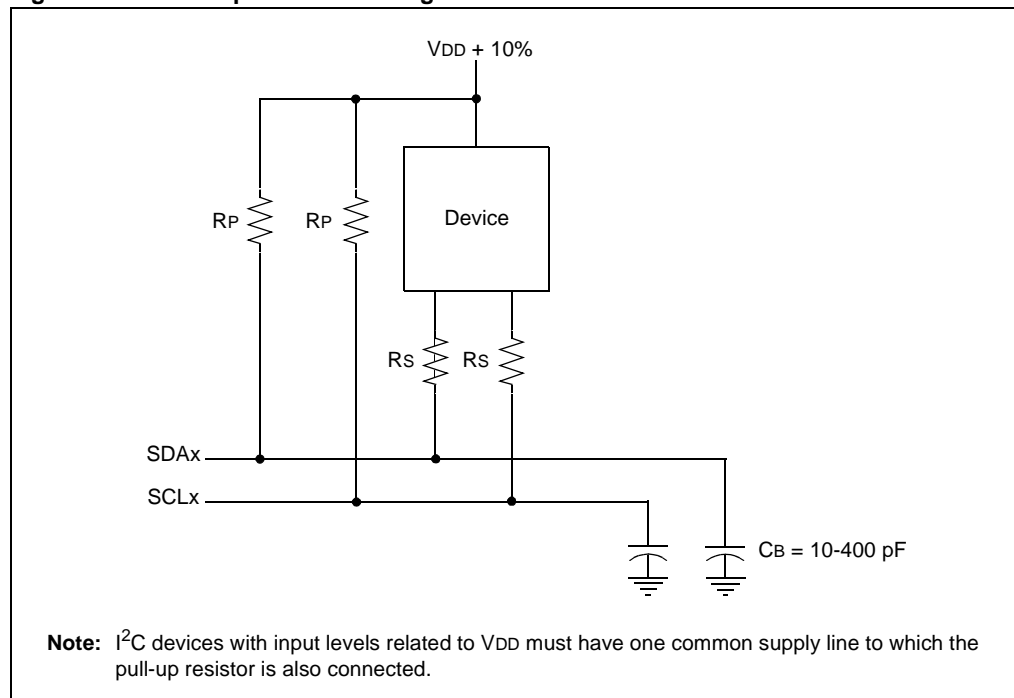 VDD + 10%
RP
RP
Device
RS
RS
SDAx
SCLx
CB = 10-400 pF
Note: I2C devices with input levels related to VDD must have one common supply line to which the
pull-up resistor is also connected.